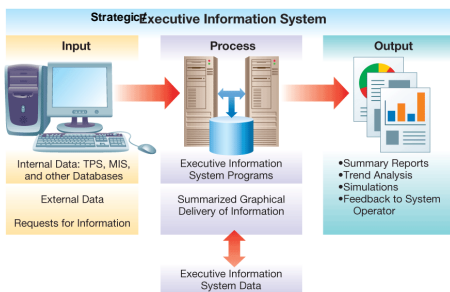 Strategic/Executive Information System
Input
Process
Output
Internal Data: TPS, MIS,
and other Databases
External Data
Requests for Information
Executive Information
System Programs
Summarized Graphical
Delivery of Information
•Summary Reports
•Trend Analysis
•Simulations
•Feedback to System
Operator
Executive Information
System Data